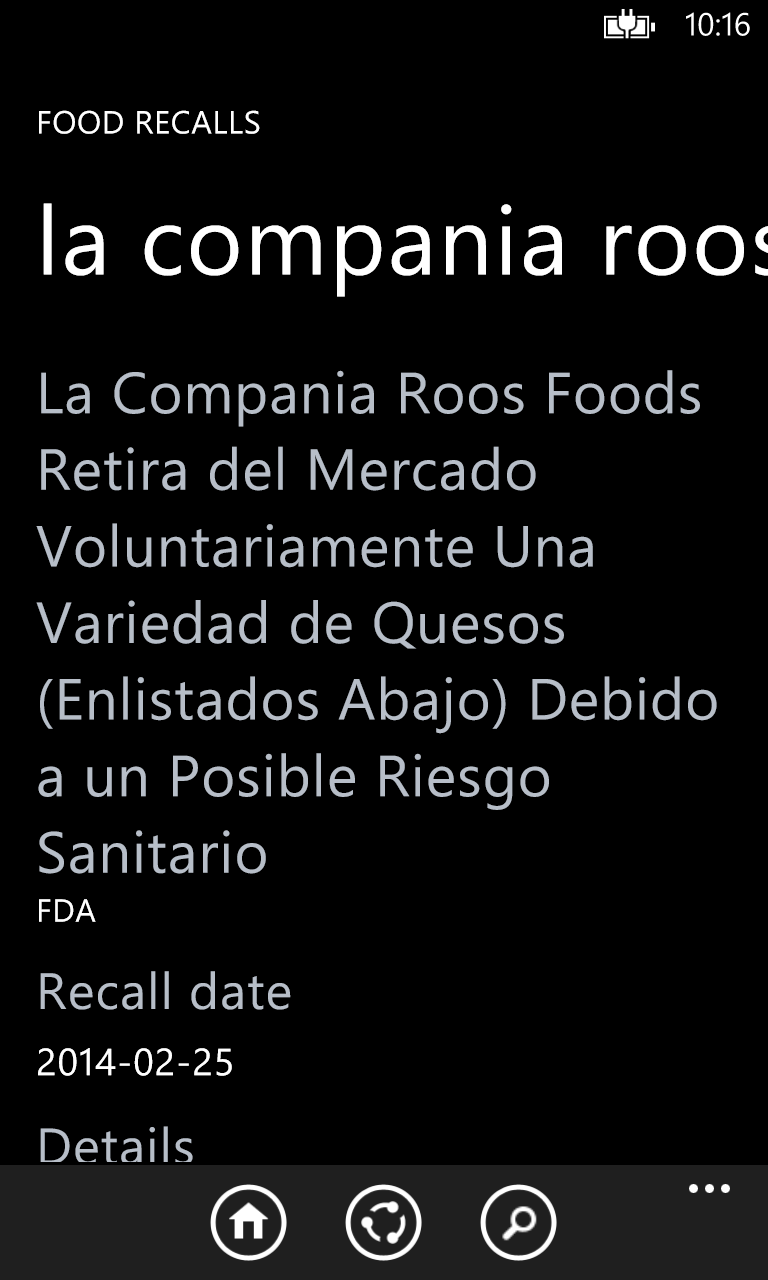 10:16
FOOD RECALLS
la compania roos
La Compania Roos Foods
Retira del Mercado
Voluntariamente Una
Variedad de Quesos
(Enlistados Abajo) Debido
a un Posible Riesgo
Sanitario
FDA
Recall date
2014-02-25
Details